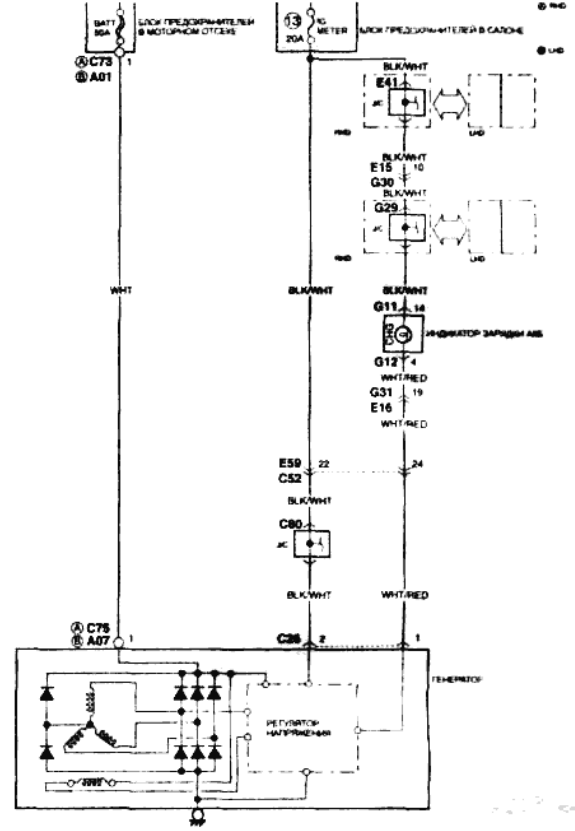 BATT
80A
БЛОК ПРЕДОХРАНИТЕЛЕЙ
В МОТОРНОМ ОТСЕКЕ
13
20A
IG
METER
БЛОК ПРЕДОХРАНИТЕЛЕЙ В САЛОНЕ
A RHD
B LHD
A C73
B A01
1
BLK/WHT
E41
J/C
RHD
LHD
BLK/WHT
E15
10
G30
BLK/WHT
G29
J/C
RHD
LHD
WHT
BLK/WHT
BLK/WHT
G11
14
CHG
ИНДИКАТОР ЗАРЯДКИ АКБ
G12
4
WHT/RED
G31
19
E16
WHT/RED
E59
22
24
C52
BLK/WHT
C80
J/C
BLK/WHT
WHT/RED
A C75
B A07
1
C26
2
1
ГЕНЕРАТОР
РЕГУЛЯТОР
НАПРЯЖЕНИЯ